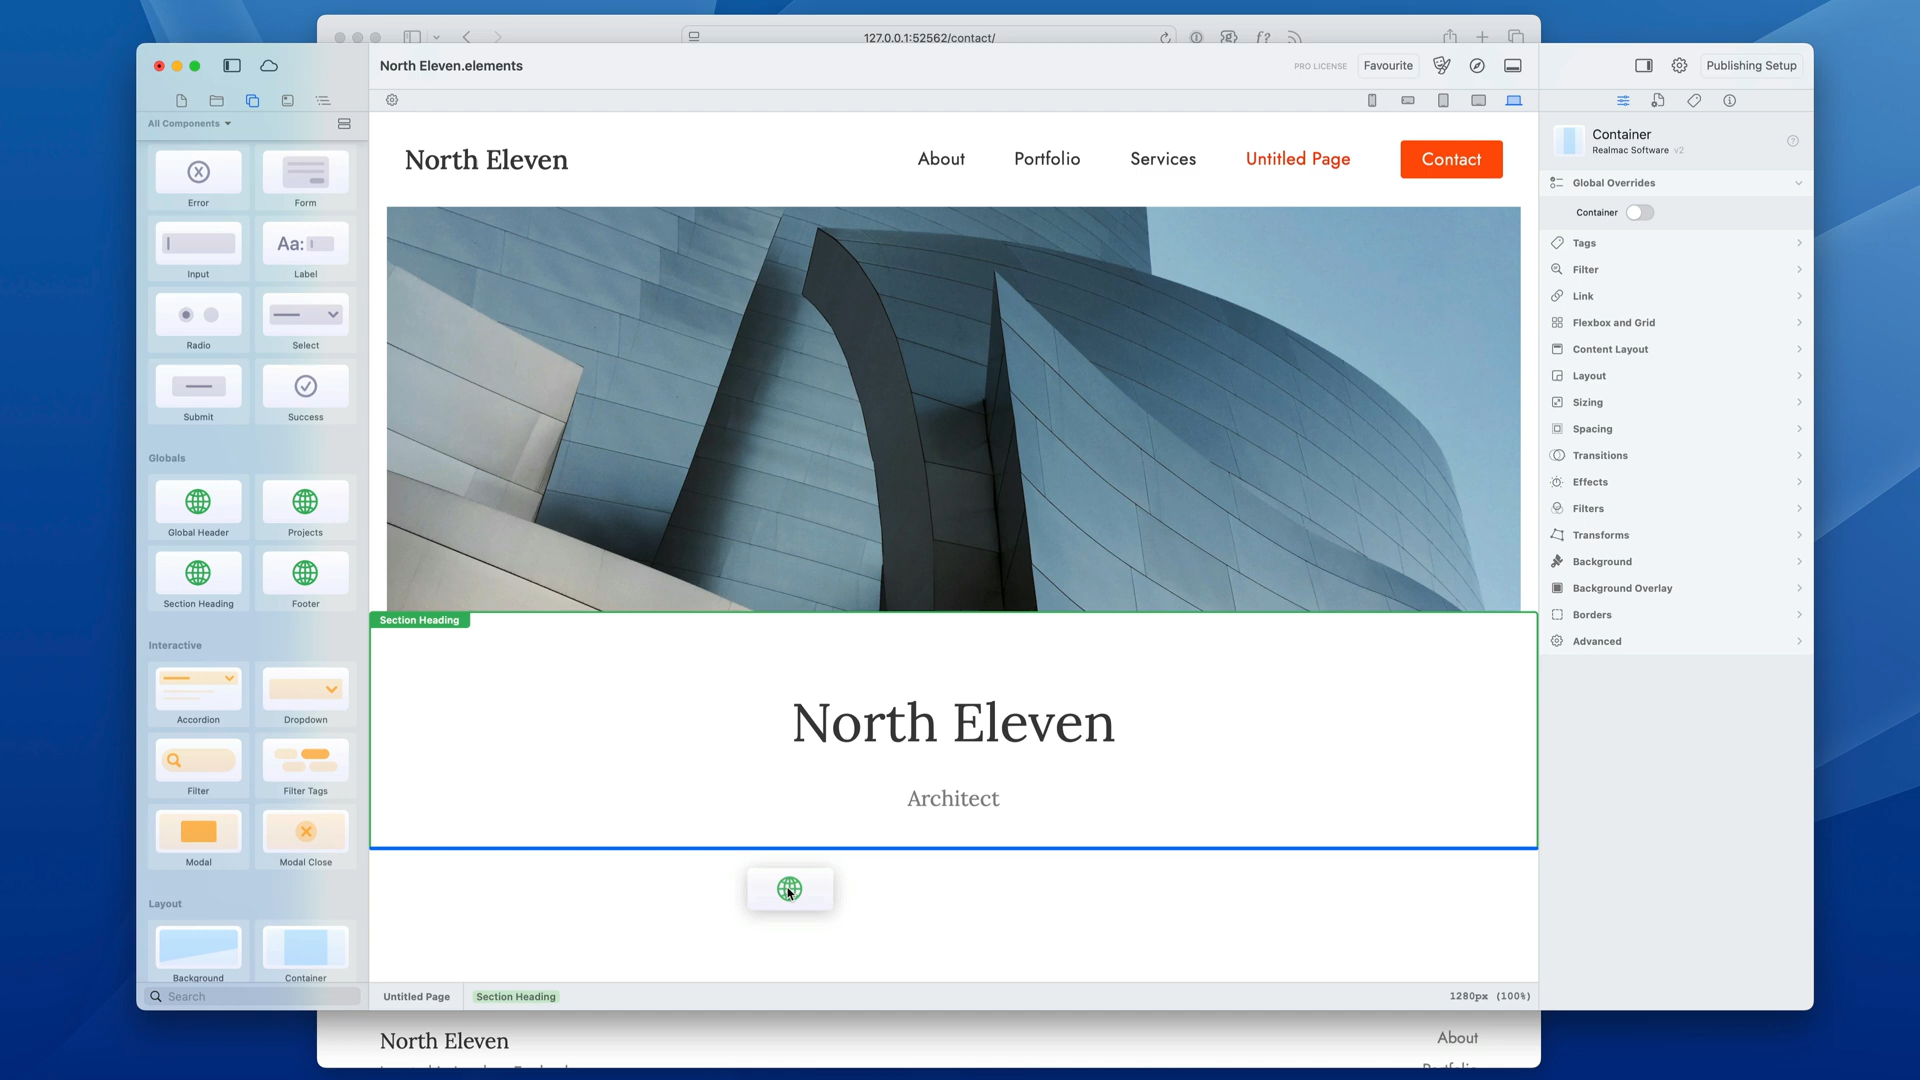 127.0.0.1:52562/contact/
North Eleven.elements
PRO LICENSE
Favourite
Publishing Setup
All Components
Error
Form
Input
Aa:
Label
Radio
Select
Submit
Success
Globals
Global Header
Projects
Section Heading
Footer
Interactive
Accordion
Dropdown
Filter
Filter Tags
Modal
Modal Close
Layout
Background
Container
Search
North Eleven
About
Portfolio
Services
Untitled Page
Contact
Section Heading
North Eleven
Architect
Untitled Page
Section Heading
1280px (100%)
Container
Realmac Software v2
Global Overrides
Container
Tags
Filter
Link
Flexbox and Grid
Content Layout
Layout
Sizing
Spacing
Transitions
Effects
Filters
Transforms
Background
Background Overlay
Borders
Advanced
North Eleven
About